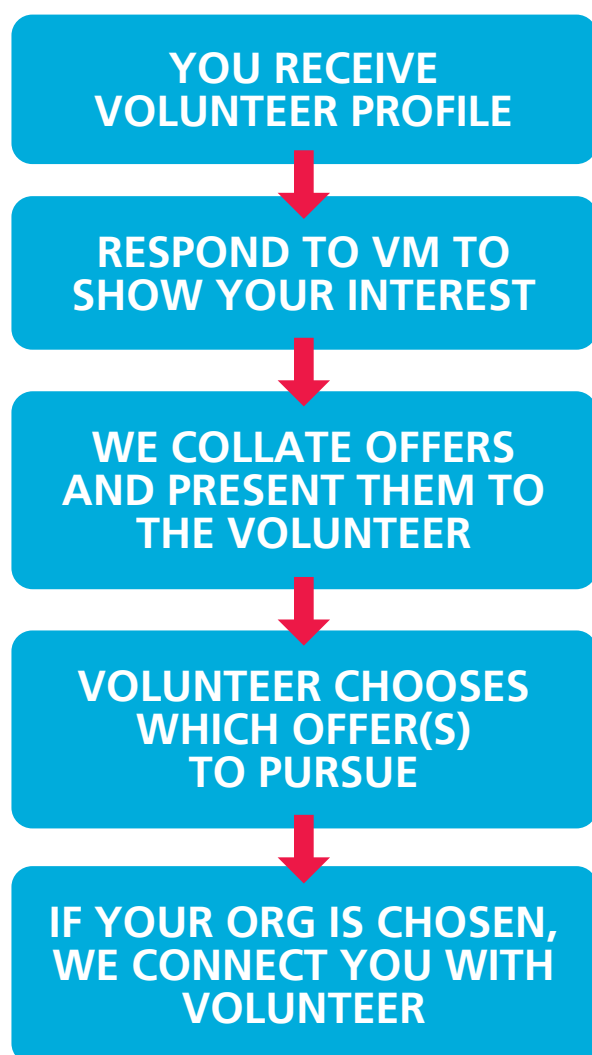 YOU RECEIVE
VOLUNTEER PROFILE
RESPOND TO VM TO
SHOW YOUR INTEREST
WE COLLATE OFFERS
AND PRESENT THEM TO
THE VOLUNTEER
VOLUNTEER CHOOSES
WHICH OFFER(S)
TO PURSUE
IF YOUR ORG IS CHOSEN,
WE CONNECT YOU WITH
VOLUNTEER